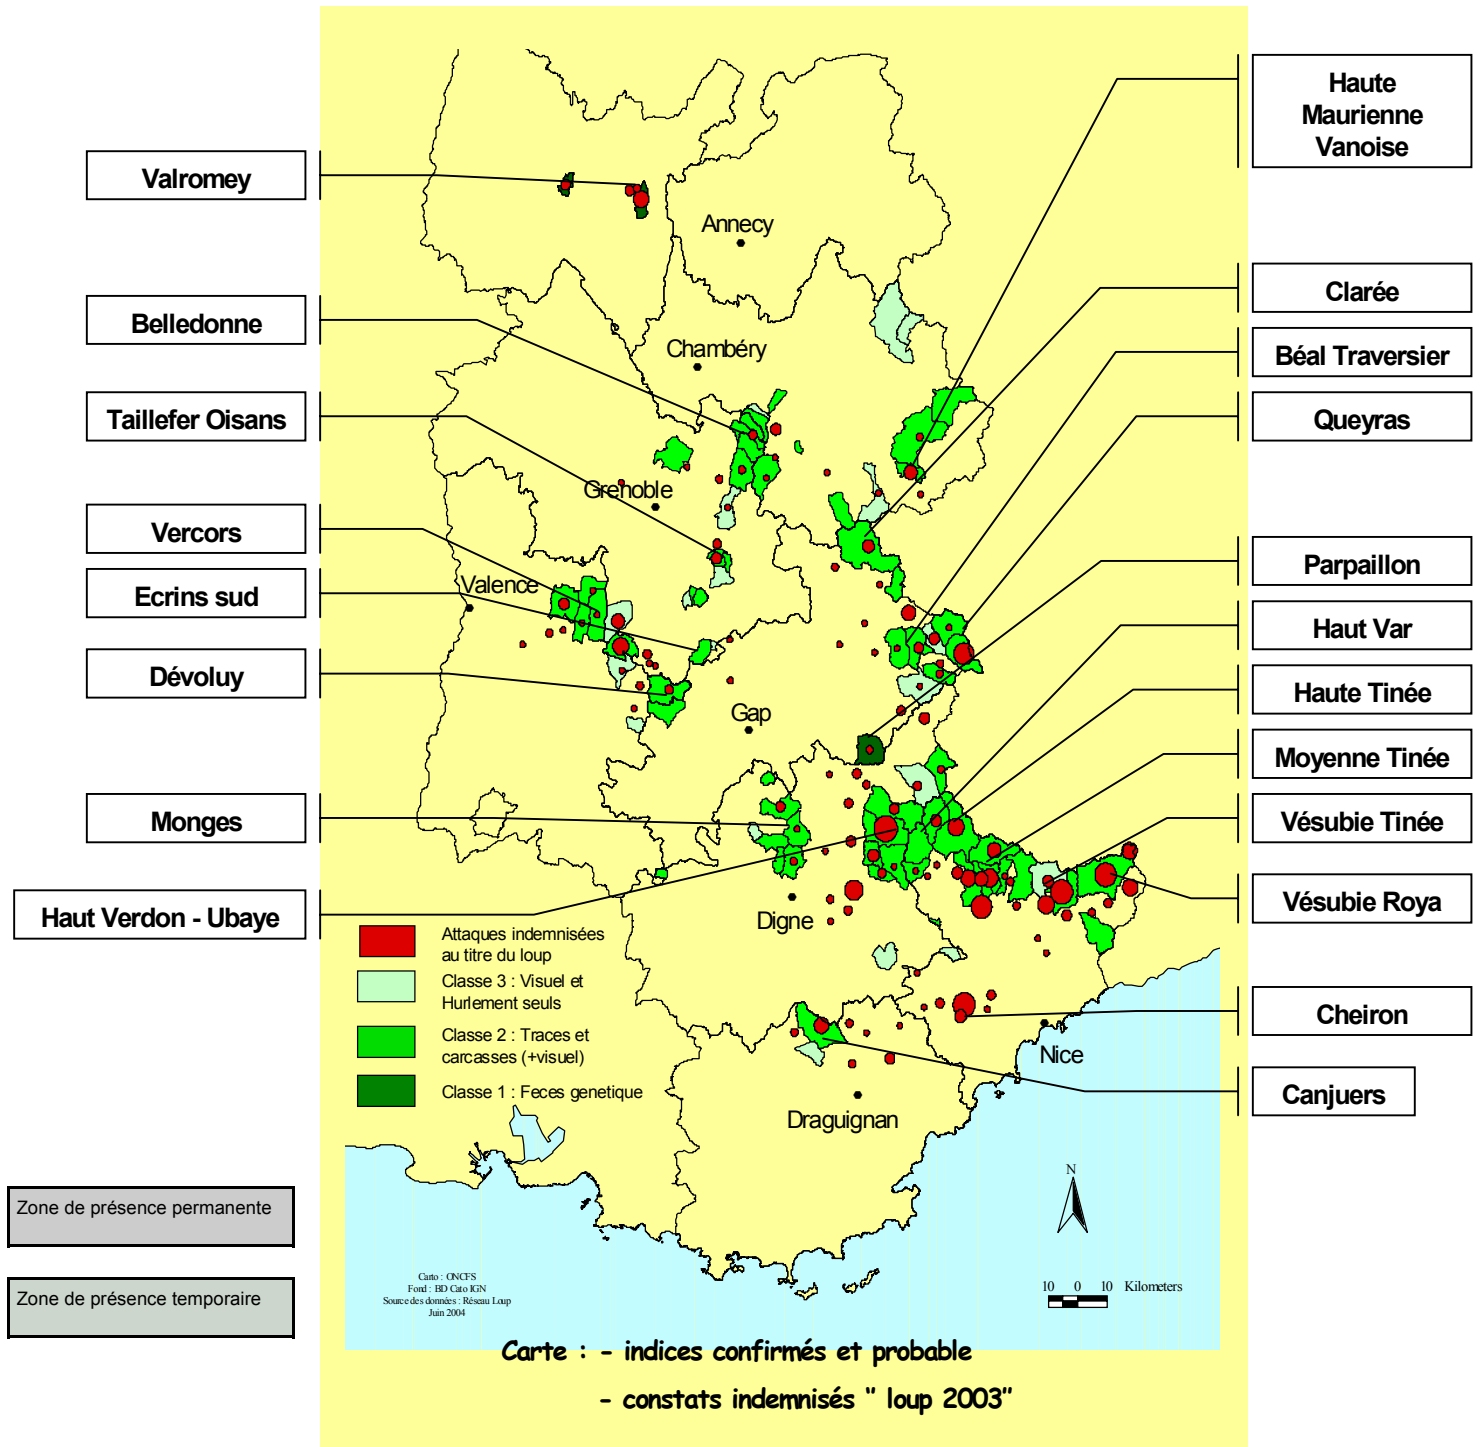 Haute
Maurienne
Vanoise
Valromey
Annecy
Clarée
Belledonne
Chambéry
Béal Traversier
Taillefer Oisans
Queyras
Grenoble
Vercors
Parpaillon
Valence
Ecrins sud
Haut Var
Dévoluy
Haute Tinée
Gap
Moyenne Tinée
Monges
Vésubie Tinée
Haut Verdon - Ubaye
Digne
Vésubie Roya
Attaques indemnisées
au titre du loup
Classe 3 : Visuel et
Hurlement seuls
Classe 2 : Traces et
carcasses (+visuel)
Classe 1 : Feces genetique
Cheiron
Nice
Canjuers
Draguignan
N
Zone de présence permanente
Zone de présence temporaire
Carto : ONCFS
Fond : BD Cato IGN
Source des données : Réseau Loup
Juin 2004
10 0 10 Kilometers
Carte : - indices confirmés et probable
- constats indemnisés " loup 2003"